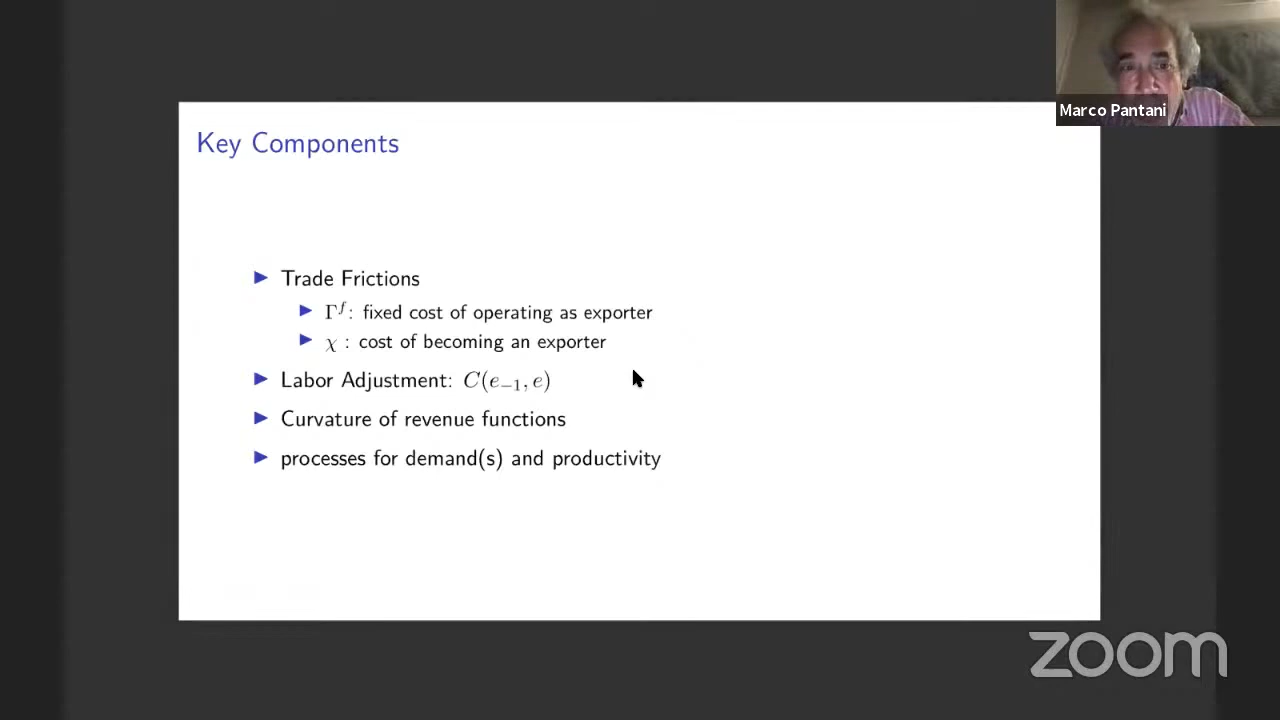 Marco Pantani
Key Components
▶ Trade Frictions
▶ Γ^f: fixed cost of operating as exporter
▶ χ : cost of becoming an exporter
▶ Labor Adjustment: C(e₋₁, e)
▶ Curvature of revenue functions
▶ processes for demand(s) and productivity
zoom